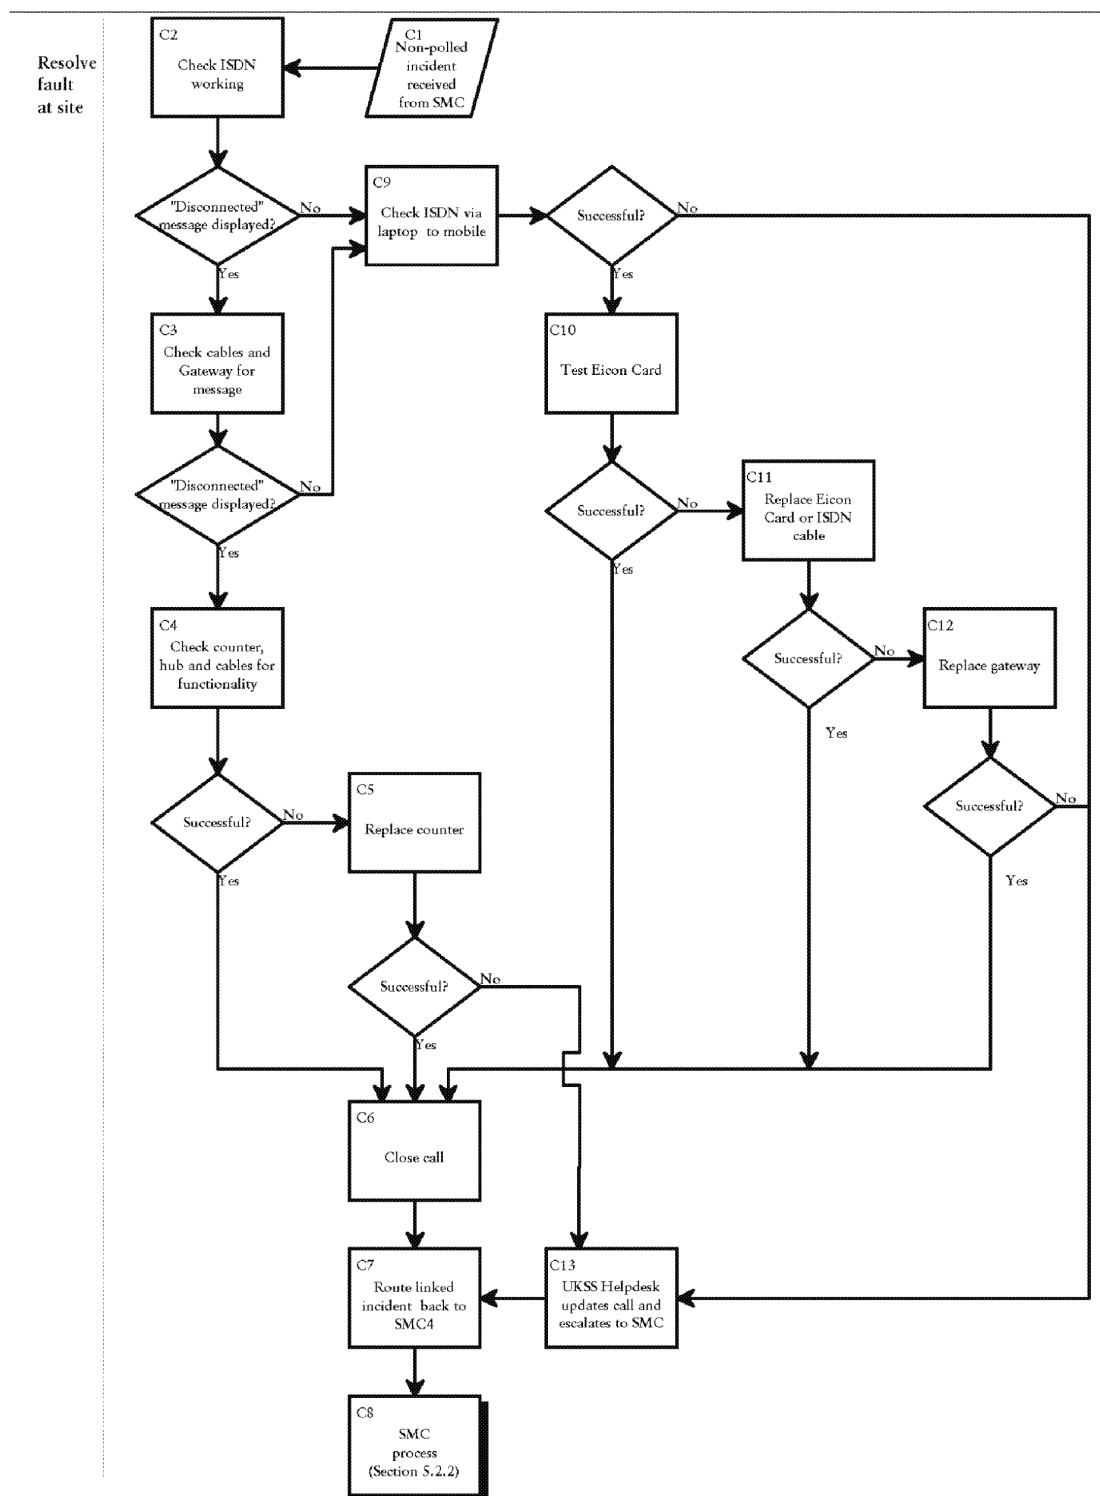 Resolve
fault
at site
C2
Check ISDN
working
C1
Non-polled
incident
received
from SMC
"Disconnected"
message displayed?
No
Yes
C9
Check ISDN via
laptop to mobile
Successful?
No
Yes
C3
Check cables and
Gateway for
message
C10
Test Eicon Card
"Disconnected"
message displayed?
No
Yes
Successful?
No
Yes
C11
Replace Eicon
Card or ISDN
cable
C4
Check counter,
hub and cables for
functionality
Successful?
No
Yes
C12
Replace gateway
Successful?
No
Yes
C5
Replace counter
Successful?
No
Yes
Successful?
No
Yes
C6
Close call
C7
Route linked
incident back to
SMC4
C13
UKSS Helpdesk
updates call and
escalates to SMC
C8
SMC
process
(Section 5.2.2)